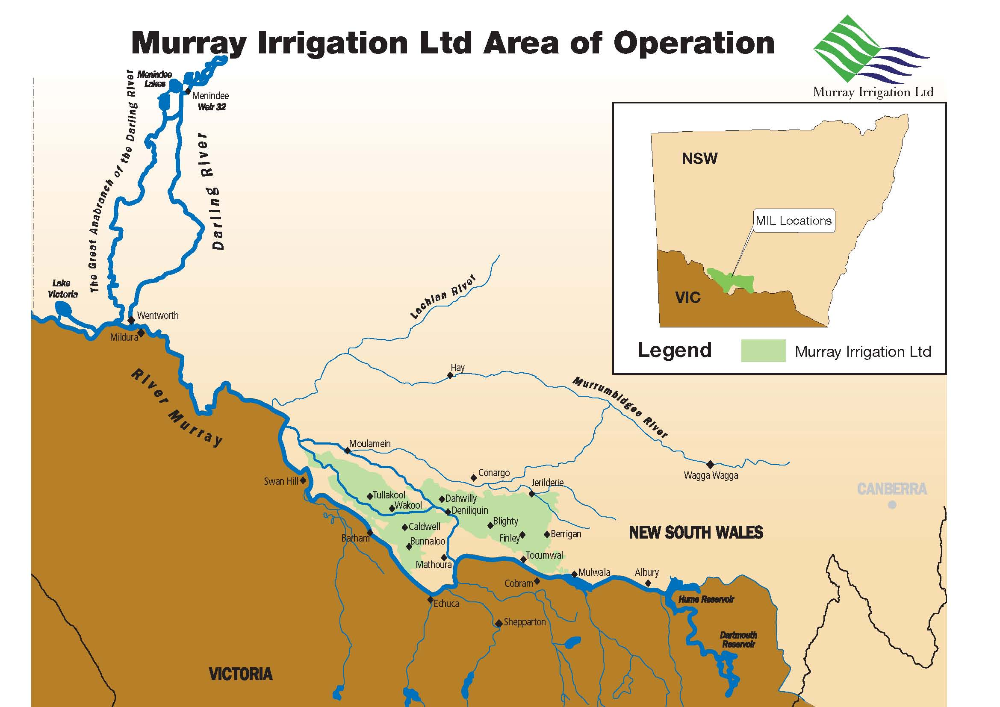 Murray Irrigation Ltd Area of Operation
Murray Irrigation Ltd
Menindee
Lakes
Menindee
Weir 32
The Great Anabranch of the Darling River
Darling River
NSW
MIL Locations
VIC
Legend
Murray Irrigation Ltd
Lake
Victoria
Lachlan River
Wentworth
Mildura
Hay
River Murray
Murrumbidgee River
Moulamein
Conargo
Wagga Wagga
Swan Hill
Jerilderie
CANBERRA
Tullakool
Dahwilly
Wakool
Deniliquin
Blighty
Caldwell
NEW SOUTH WALES
Barham
Finley
Berrigan
Bunnaloo
Tocumwal
Mathoura
Mulwala
Albury
Cobram
Hume Reservoir
Echuca
Shepparton
Dartmouth
Reservoir
VICTORIA